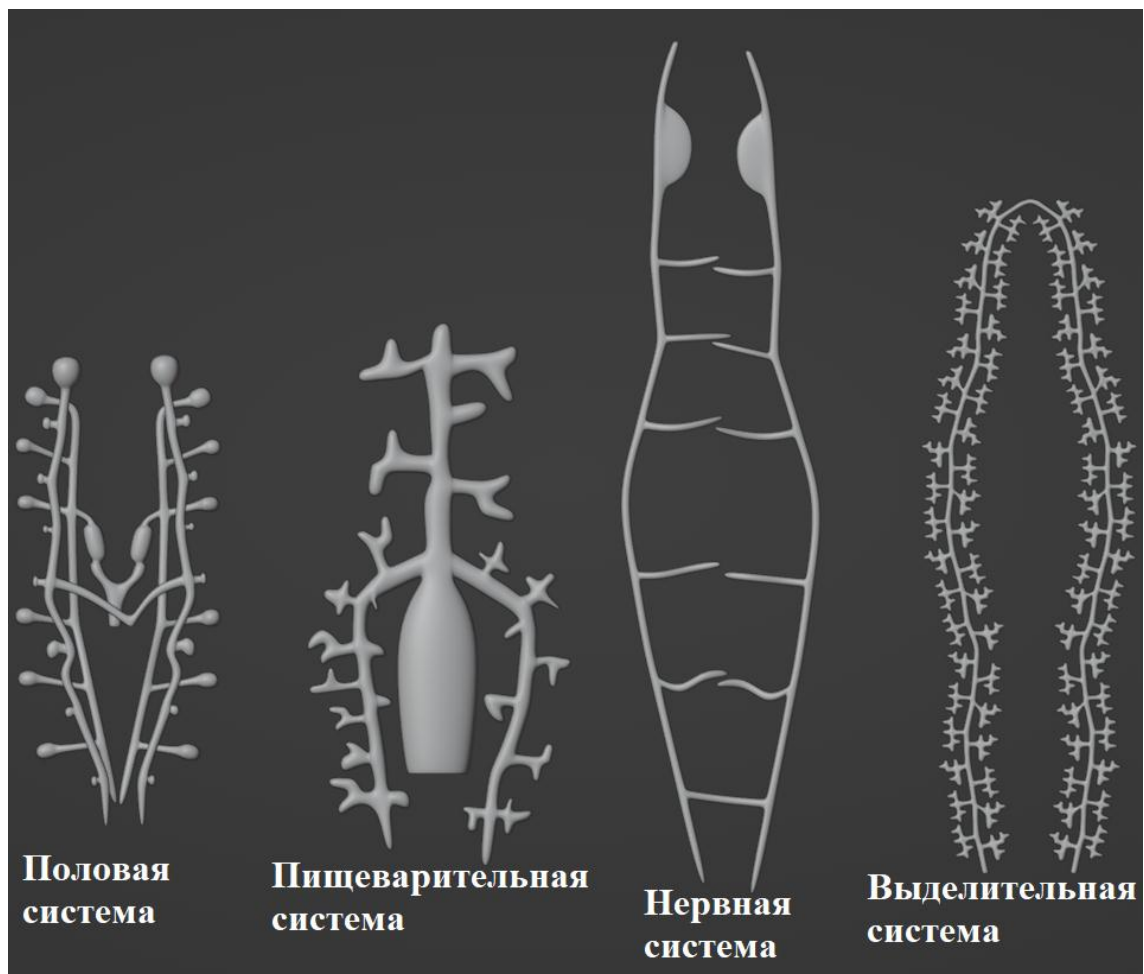 Половая
система
Пищеварительная
система
Нервная
система
Выделительная
система